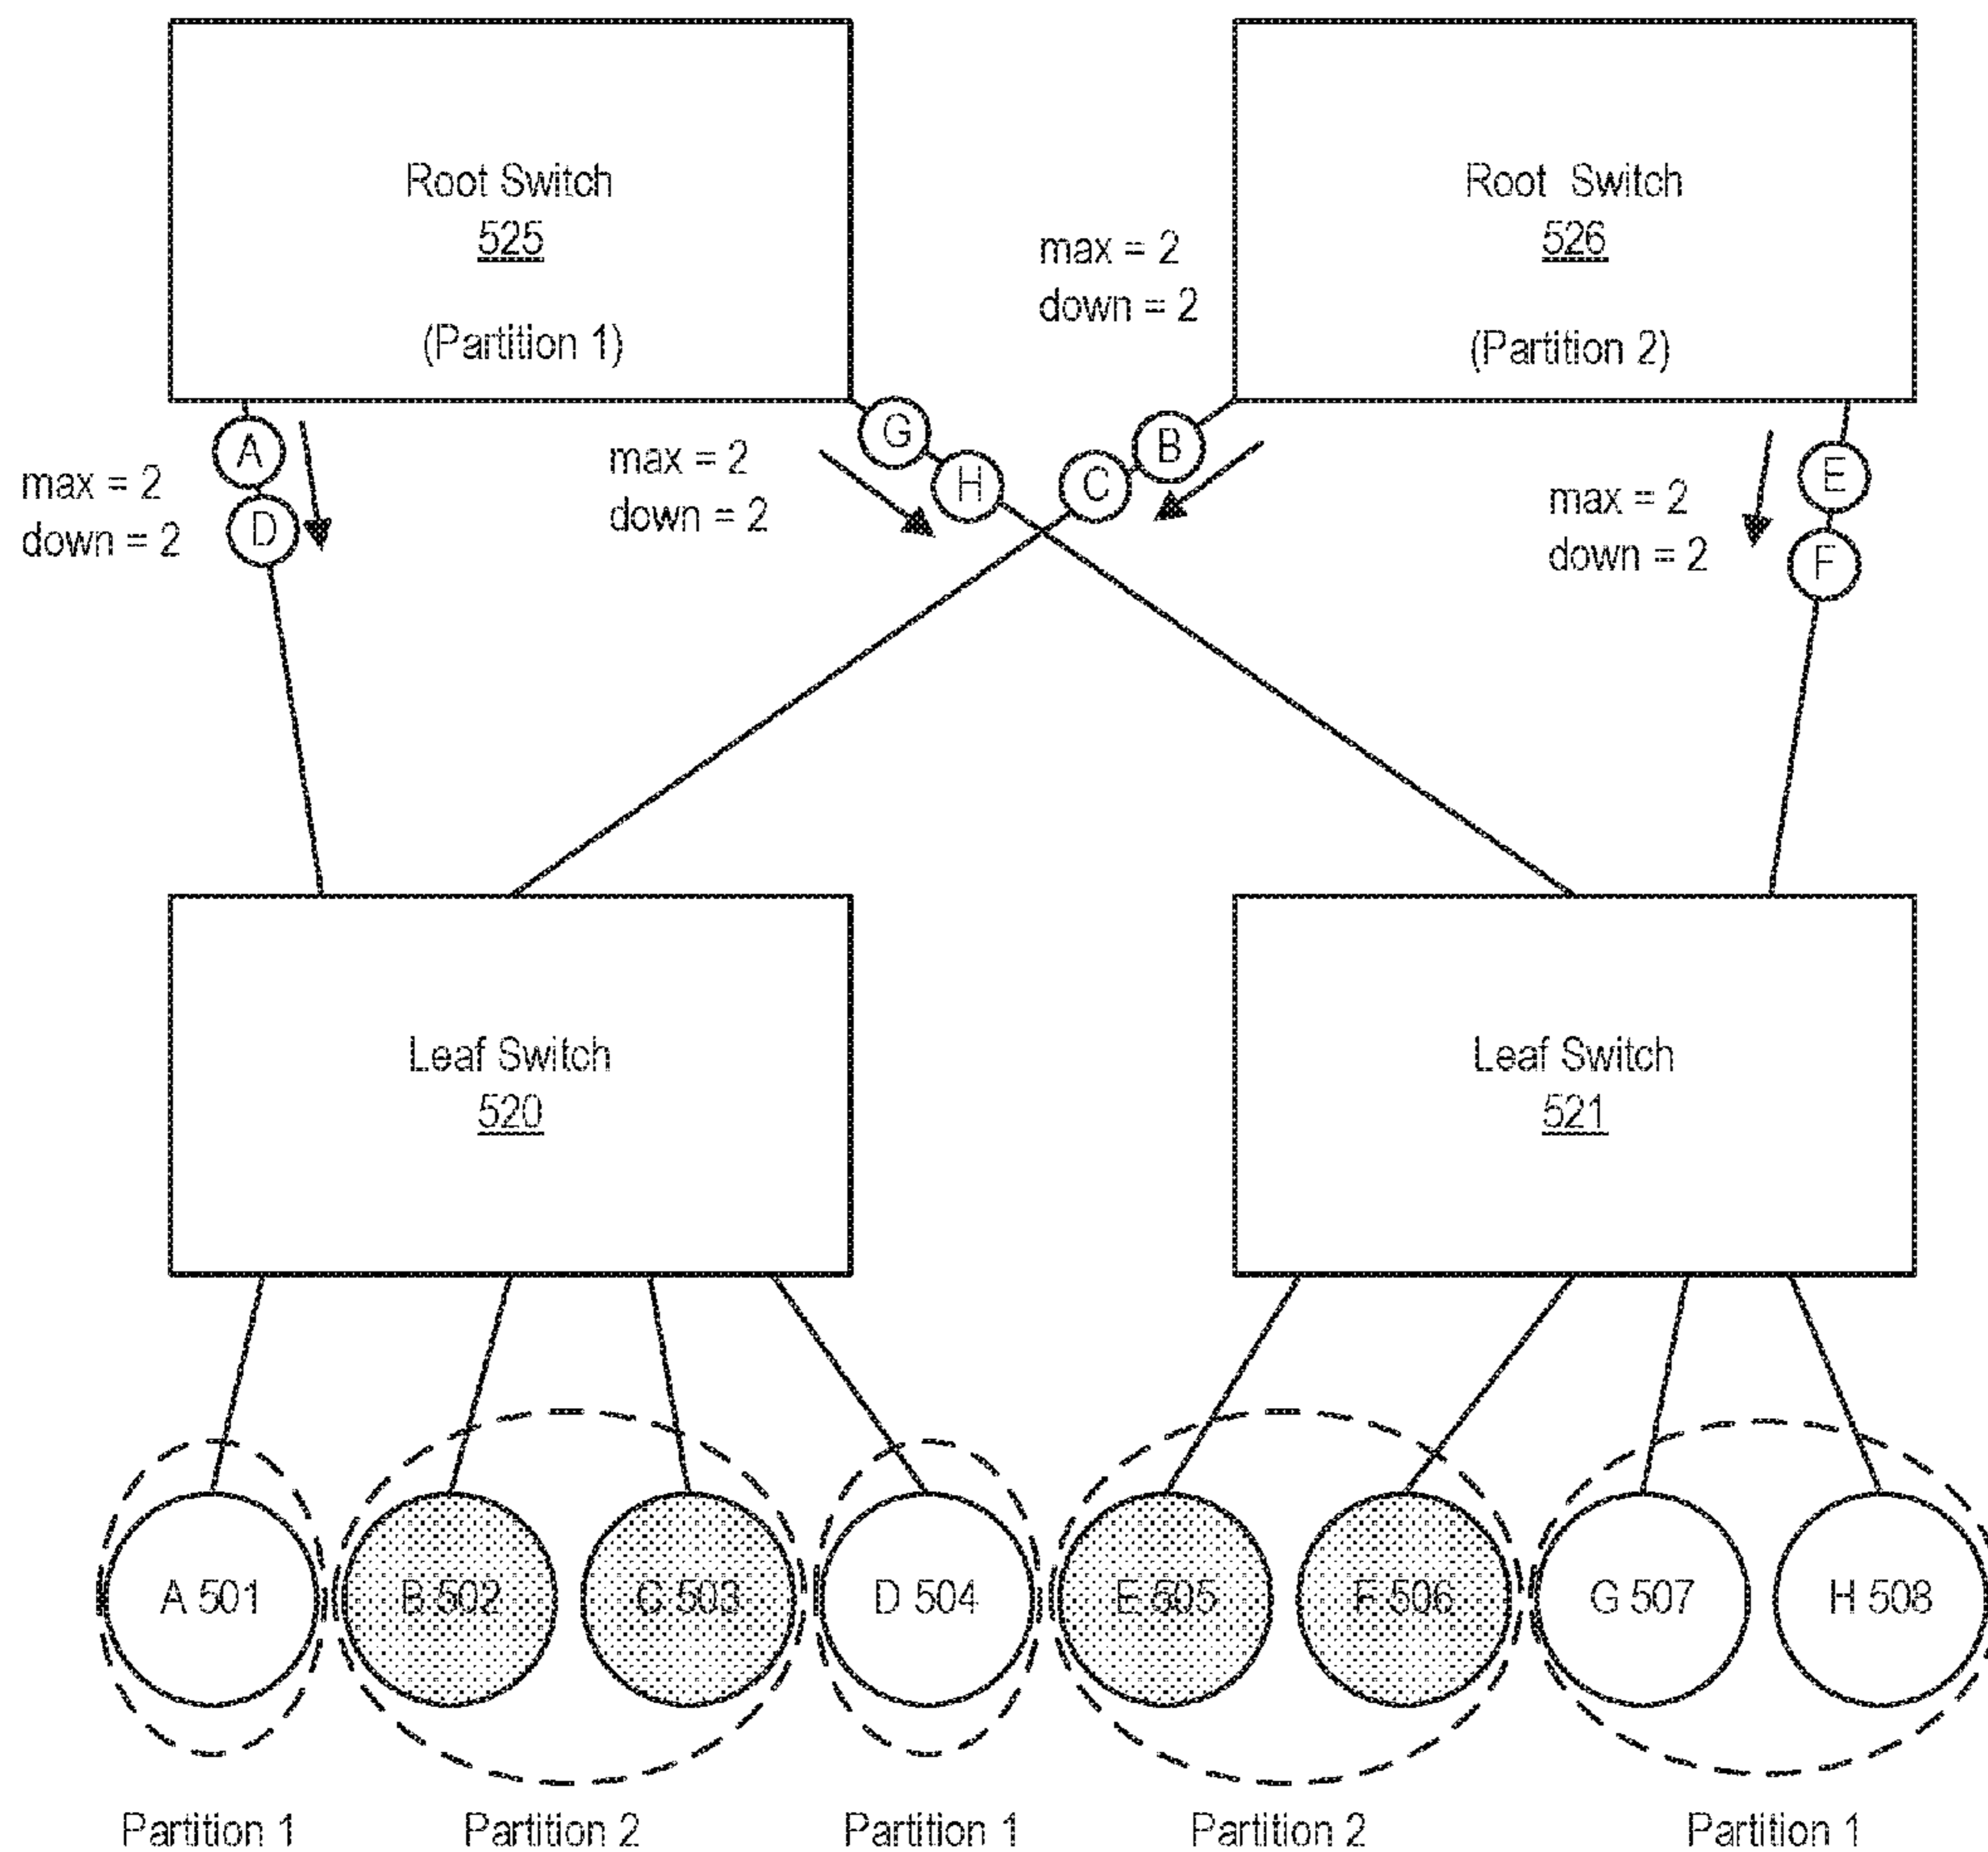 Root Switch
525
(Partition 1)
Root Switch
526
(Partition 2)
max = 2
down = 2
A
D
max = 2
down = 2
G
H
max = 2
down = 2
B
C
E
F
max = 2
down = 2
Leaf Switch
520
Leaf Switch
521
A 501
B 502
C 503
D 504
E 505
F 506
G 507
H 508
Partition 1
Partition 2
Partition 1
Partition 2
Partition 1